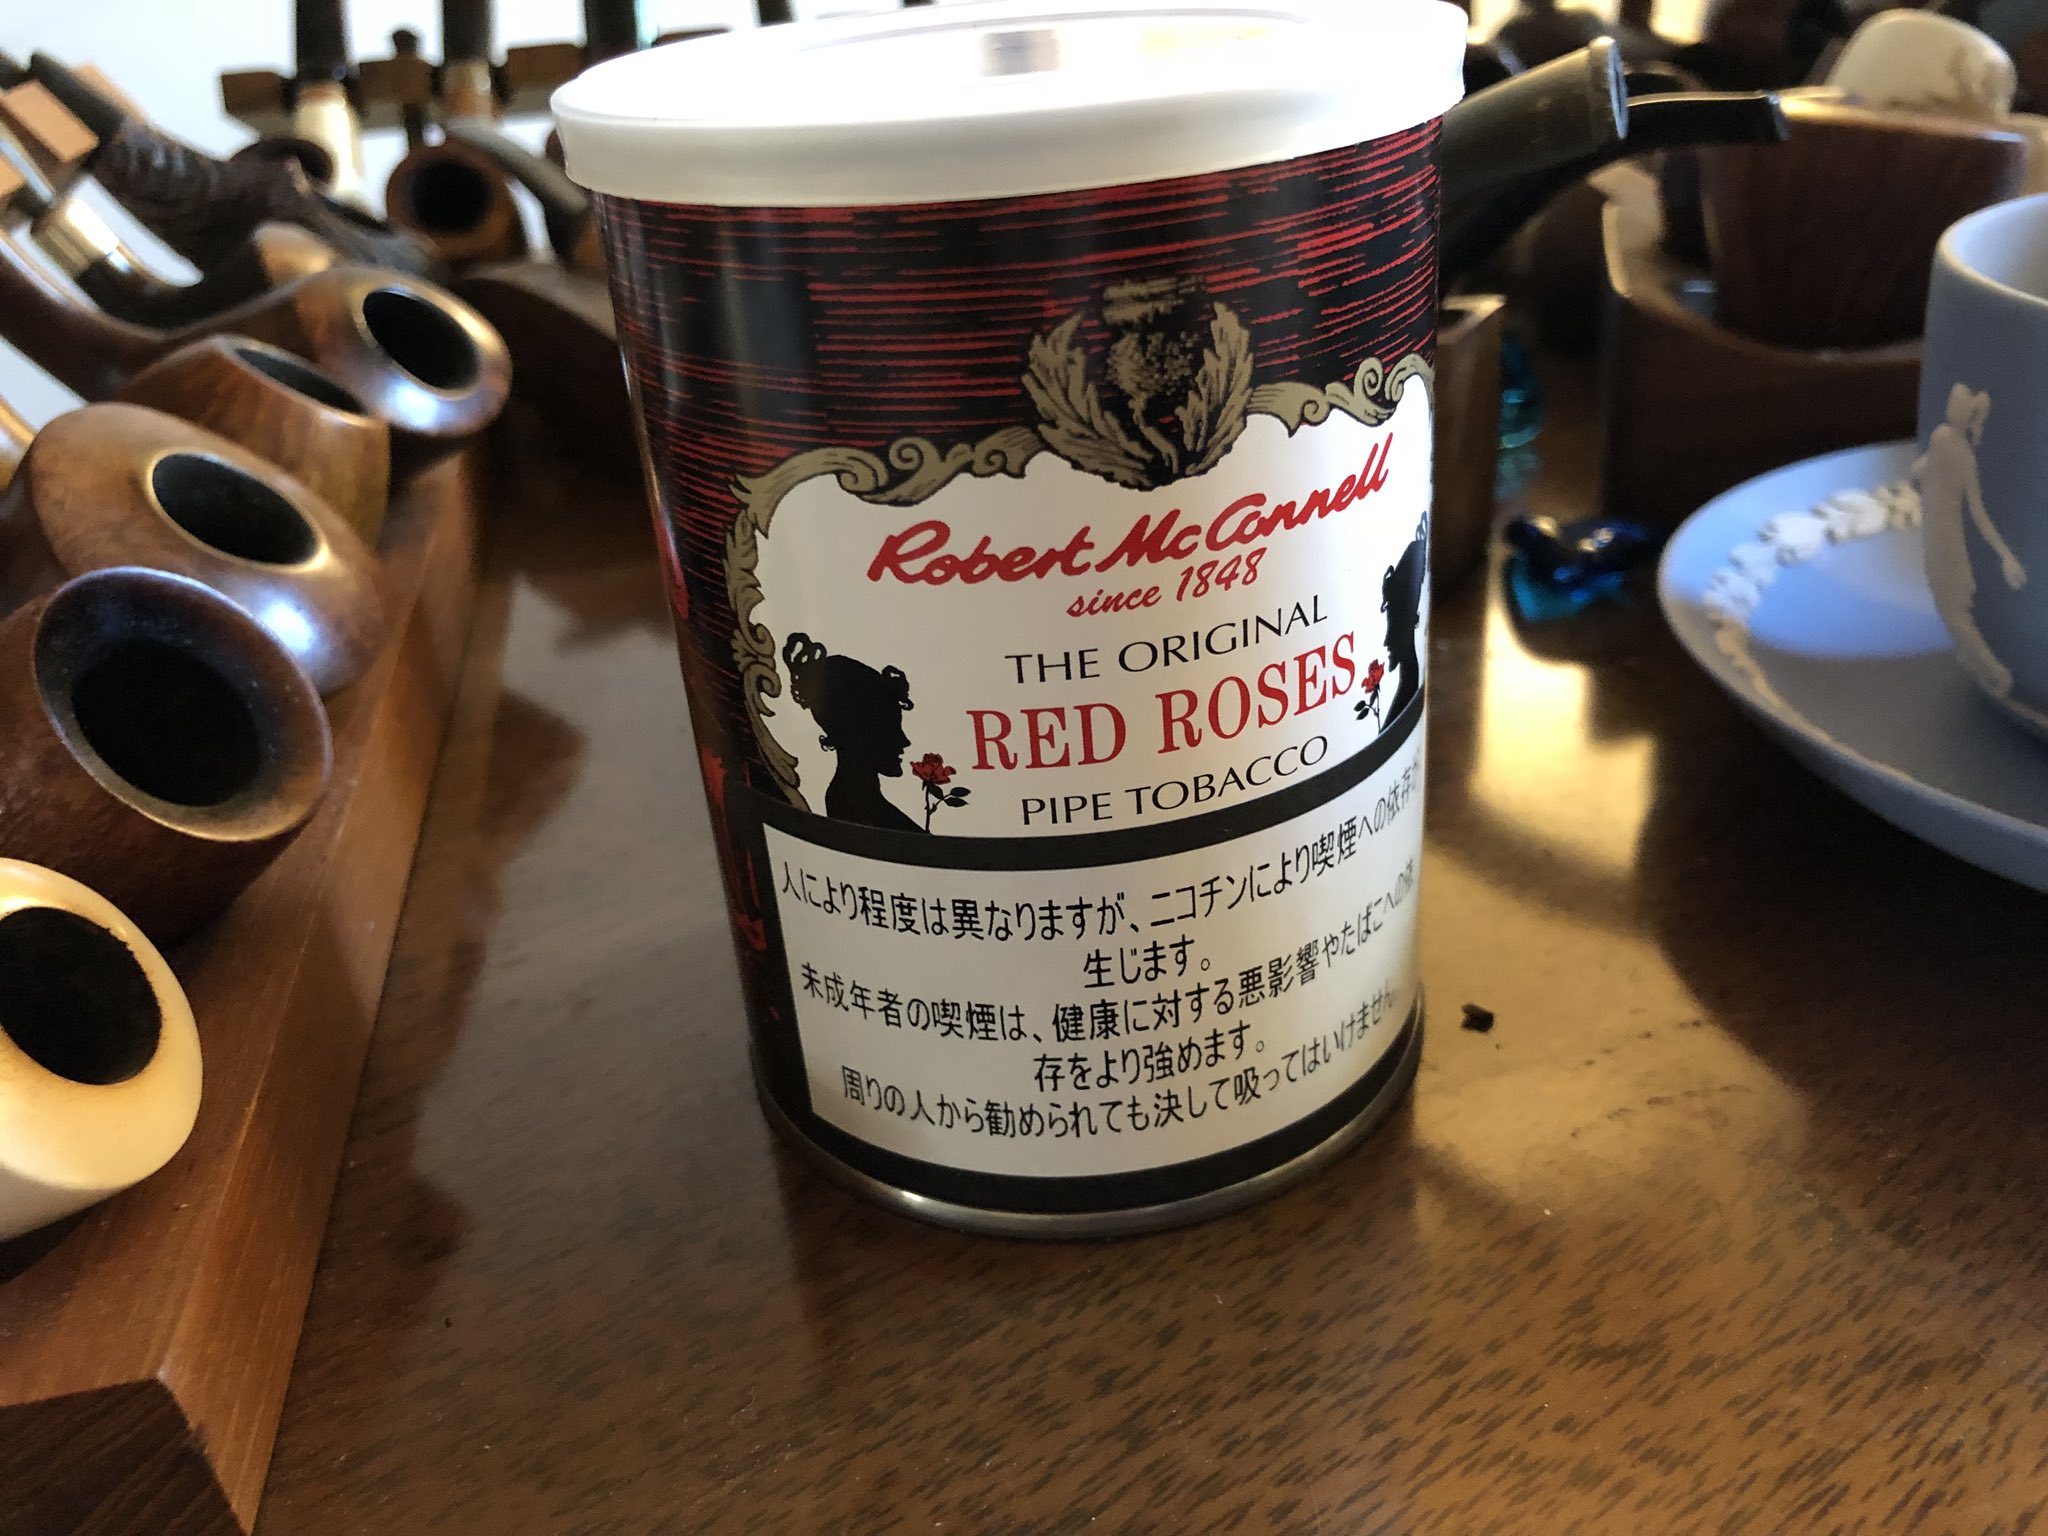 Robert McConnell
since 1848
THE ORIGINAL
RED ROSES
PIPE TOBACCO
人により程度は異なりますが、ニコチンにより喫煙への依存が
生じます。
未成年者の喫煙は、健康に対する悪影響やたばこへの依
存をより強めます。
周りの人から勧められても決して吸ってはいけません。